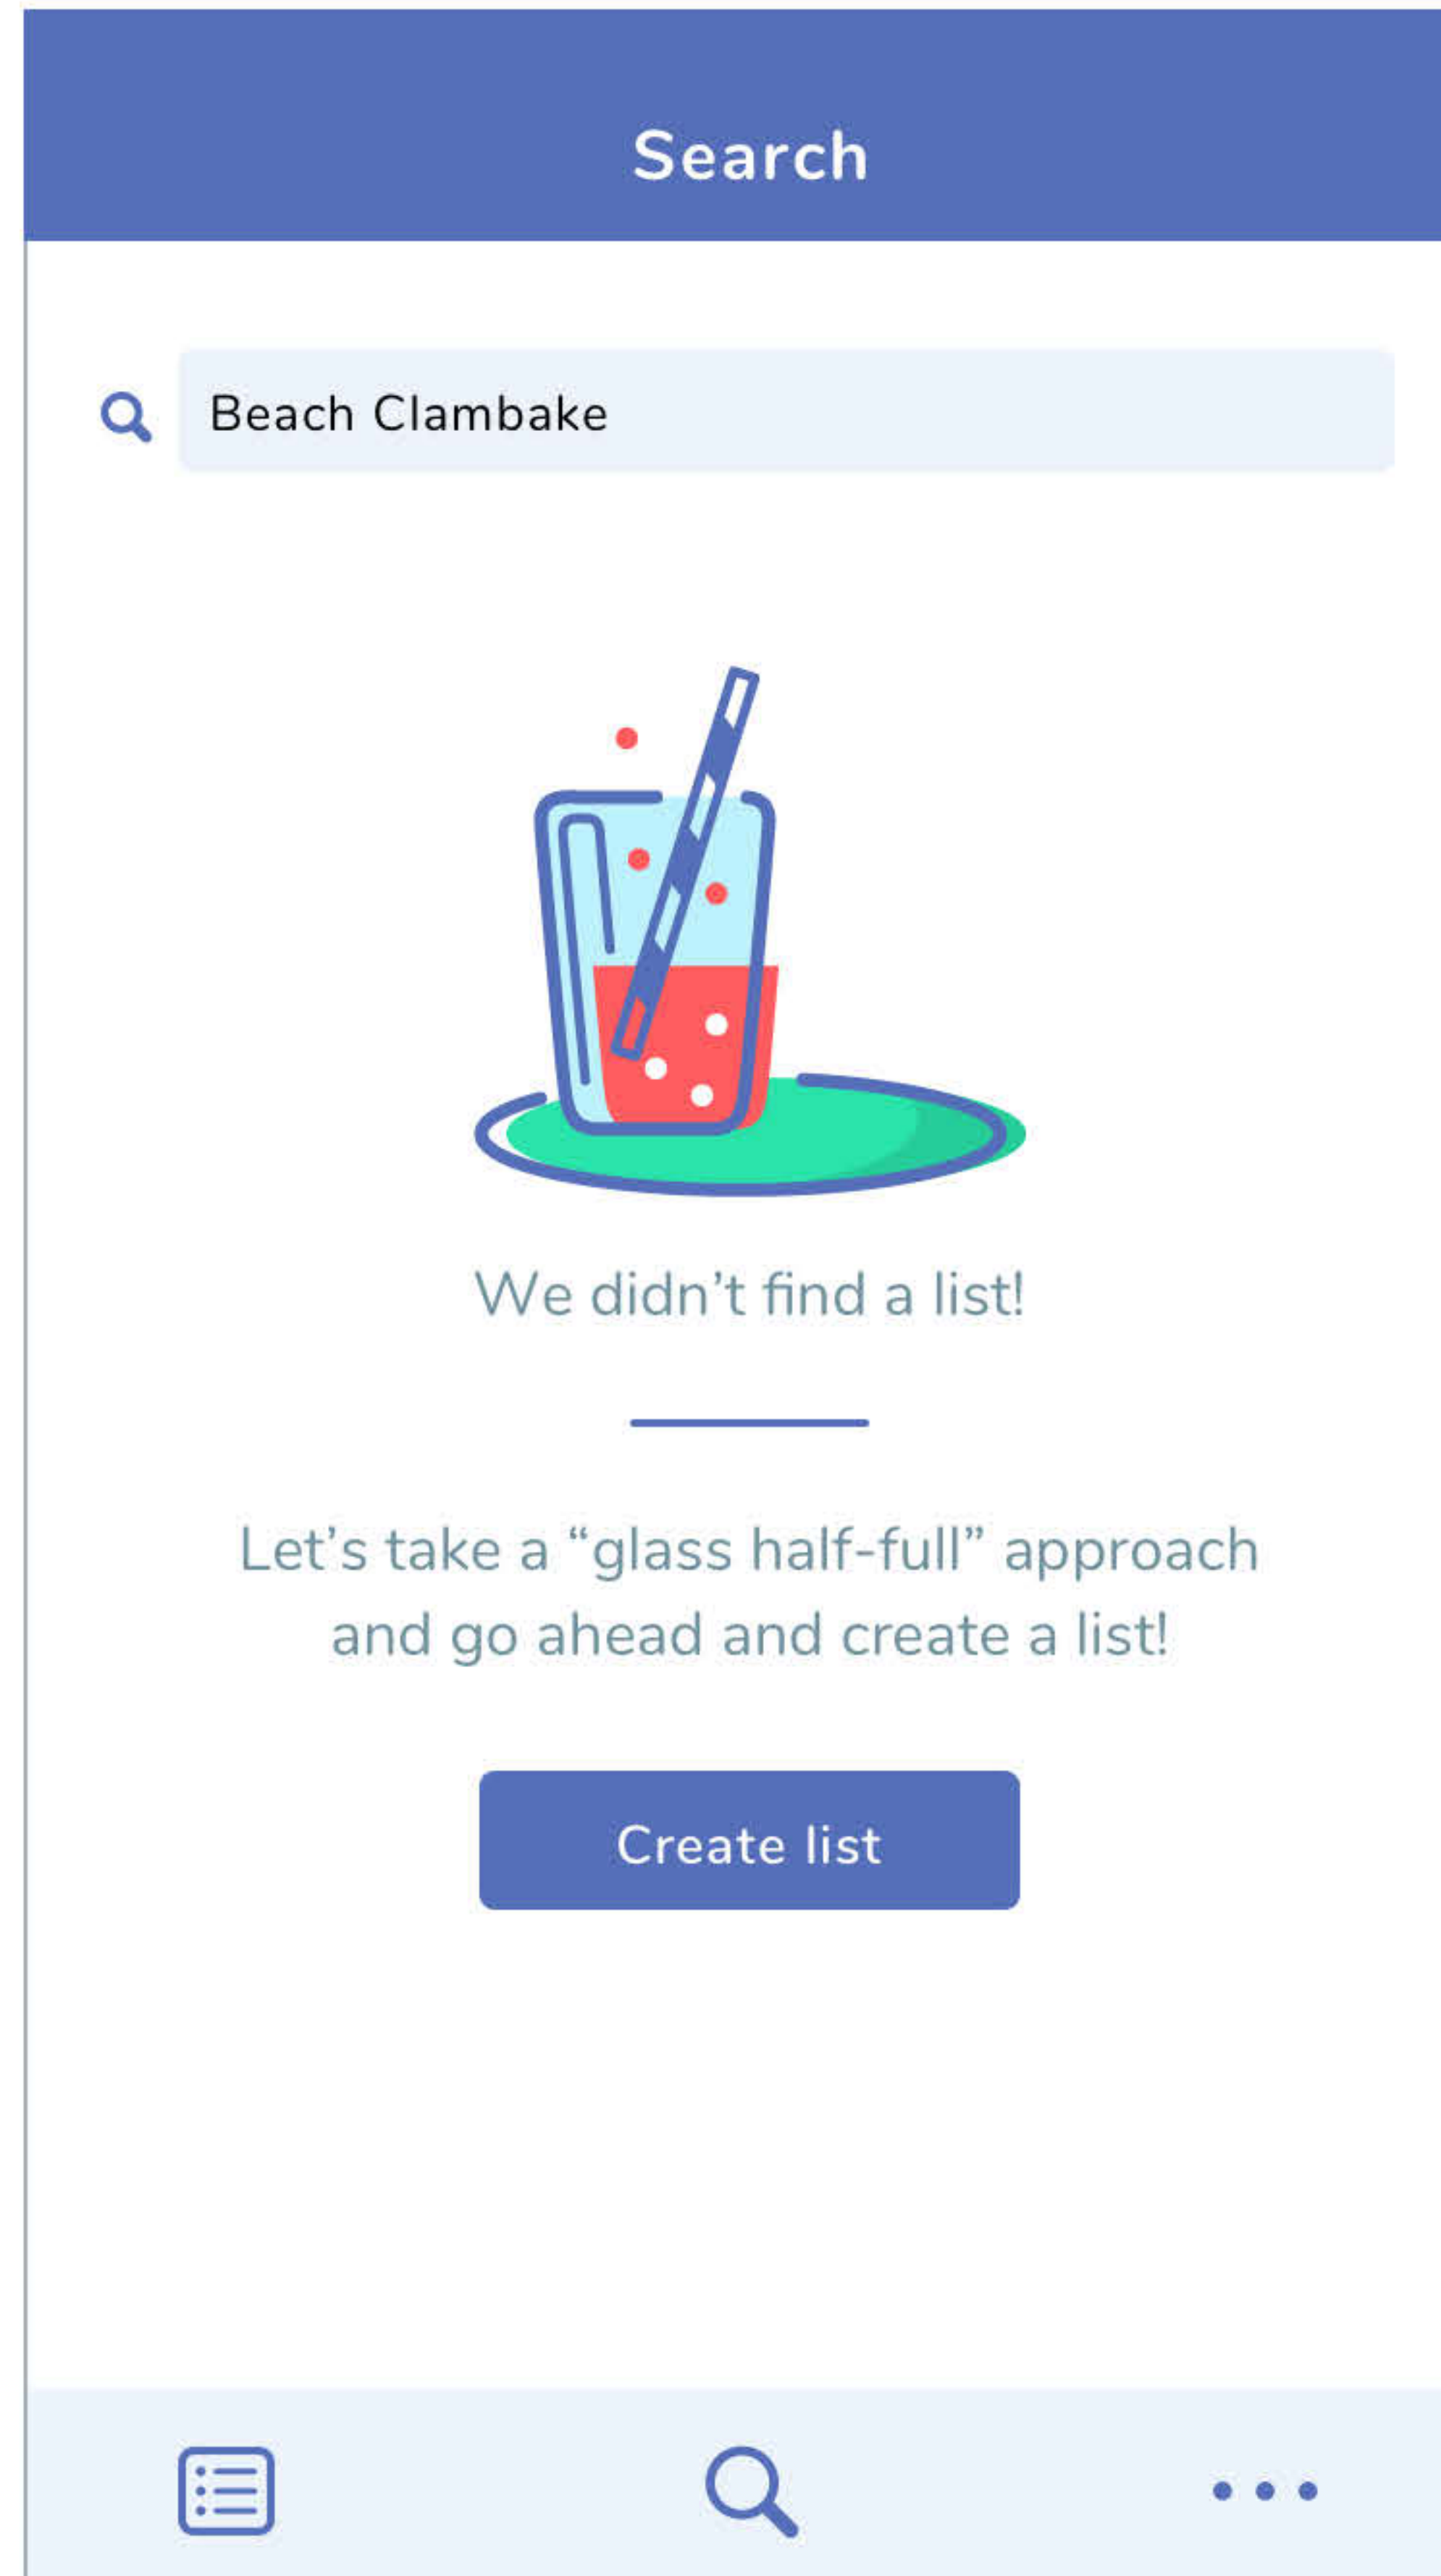 Search
Beach Clambake
We didn’t find a list!
Let’s take a “glass half-full” approach
and go ahead and create a list!
Create list